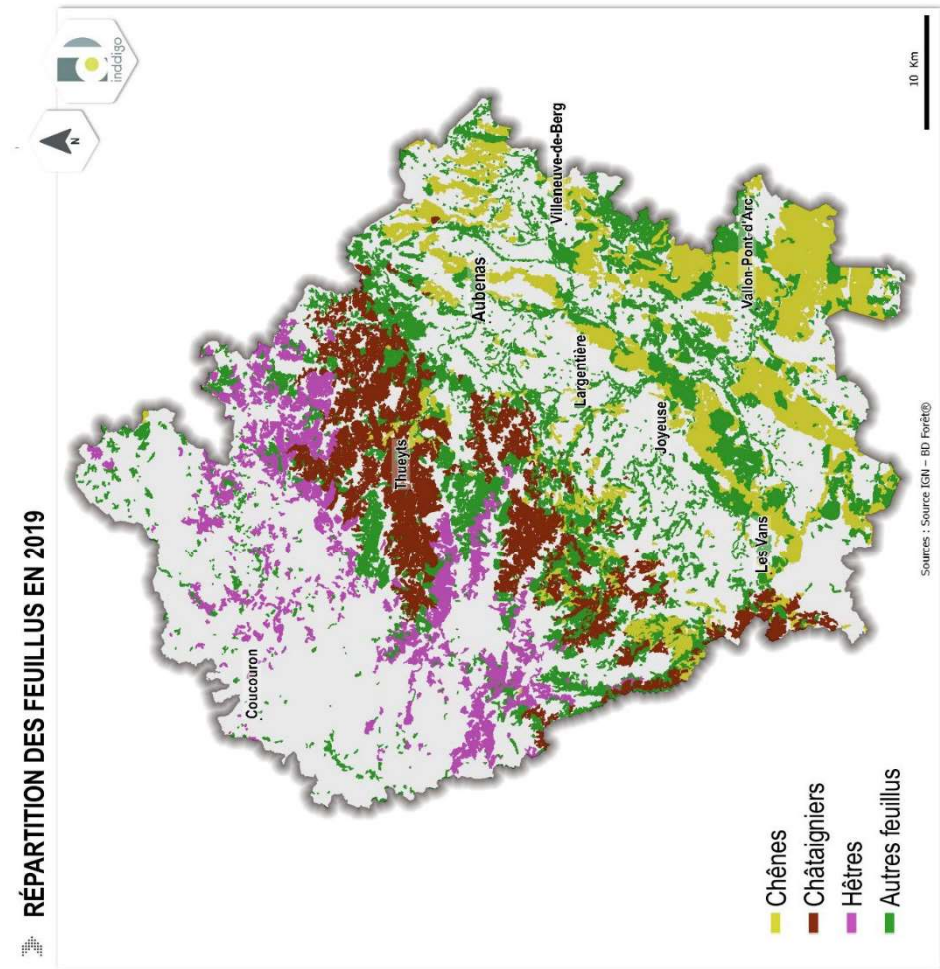 RÉPARTITION DES FEUILLUS EN 2019
N
inddigo
Coucouron
Thueyts
Aubenas
Villeneuve-de-Berg
Largentière
Joyeuse
Vallon-Pont-d'Arc
Les Vans
Chênes
Châtaigniers
Hêtres
Autres feuillus
Sources : Source IGN – BD Forêt®
10 Km